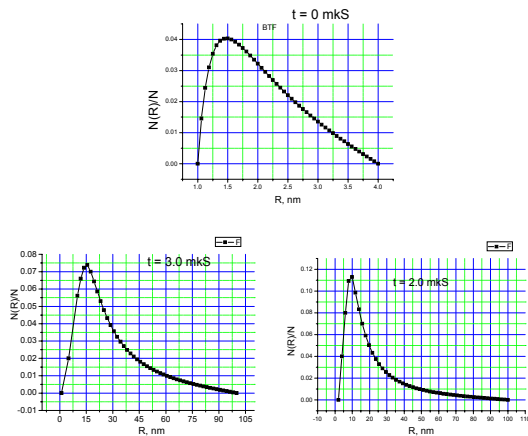 t = 0 mkS
BTF
N(R)/N
0.04
0.03
0.02
0.01
0.00
1.0 1.5 2.0 2.5 3.0 3.5 4.0
R, nm
F
t = 3.0 mkS
N(R)/N
0.08
0.07
0.06
0.05
0.04
0.03
0.02
0.01
0.00
-0.01
0 15 30 45 60 75 90 105
R, nm
F
t = 2.0 mkS
N(R)/N
0.12
0.10
0.08
0.06
0.04
0.02
0.00
-10 0 10 20 30 40 50 60 70 80 90 100 110
R, nm